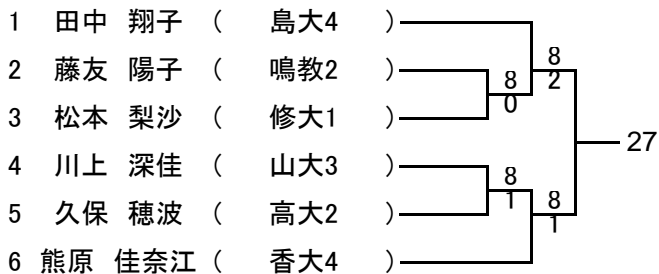 1 田中 翔子 ( 島大4 )
8
2
2 藤友 陽子 ( 鳴教2 )
8
0
3 松本 梨沙 ( 修大1 )
27
4 川上 深佳 ( 山大3 )
8
1
5 久保 穂波 ( 高大2 )
8
1
6 熊原 佳奈江 ( 香大4 )